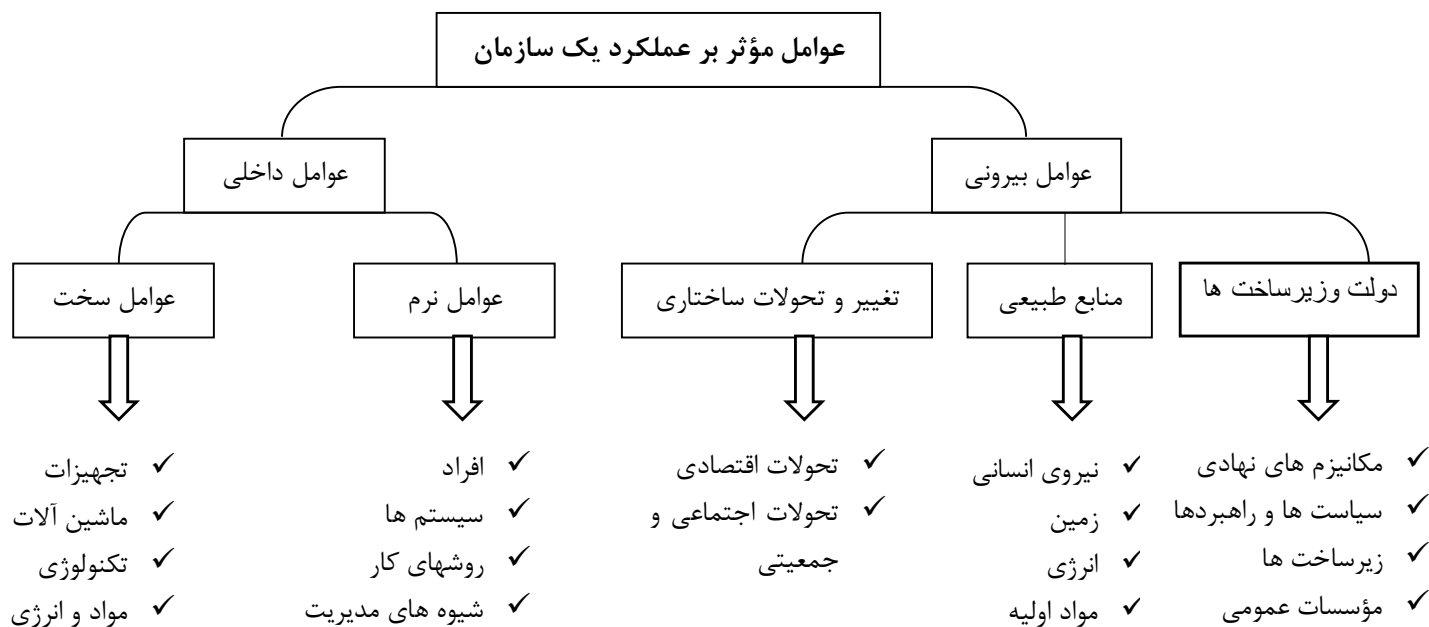 عوامل مؤثر بر عملکرد یک سازمان
عوامل بیرونی
عوامل داخلی
دولت وزیرساخت ها
منابع طبیعی
تغییر و تحولات ساختاری
عوامل نرم
عوامل سخت
✓ مکانیزم های نهادی
✓ سیاست ها و راهبردها
✓ زیرساخت ها
✓ مؤسسات عمومی
✓ نیروی انسانی
✓ زمین
✓ انرژی
✓ مواد اولیه
✓ تحولات اقتصادی
✓ تحولات اجتماعی و
جمعیتی
✓ افراد
✓ سیستم ها
✓ روشهای کار
✓ شیوه های مدیریت
✓ تجهیزات
✓ ماشین آلات
✓ تکنولوژی
✓ مواد و انرژی